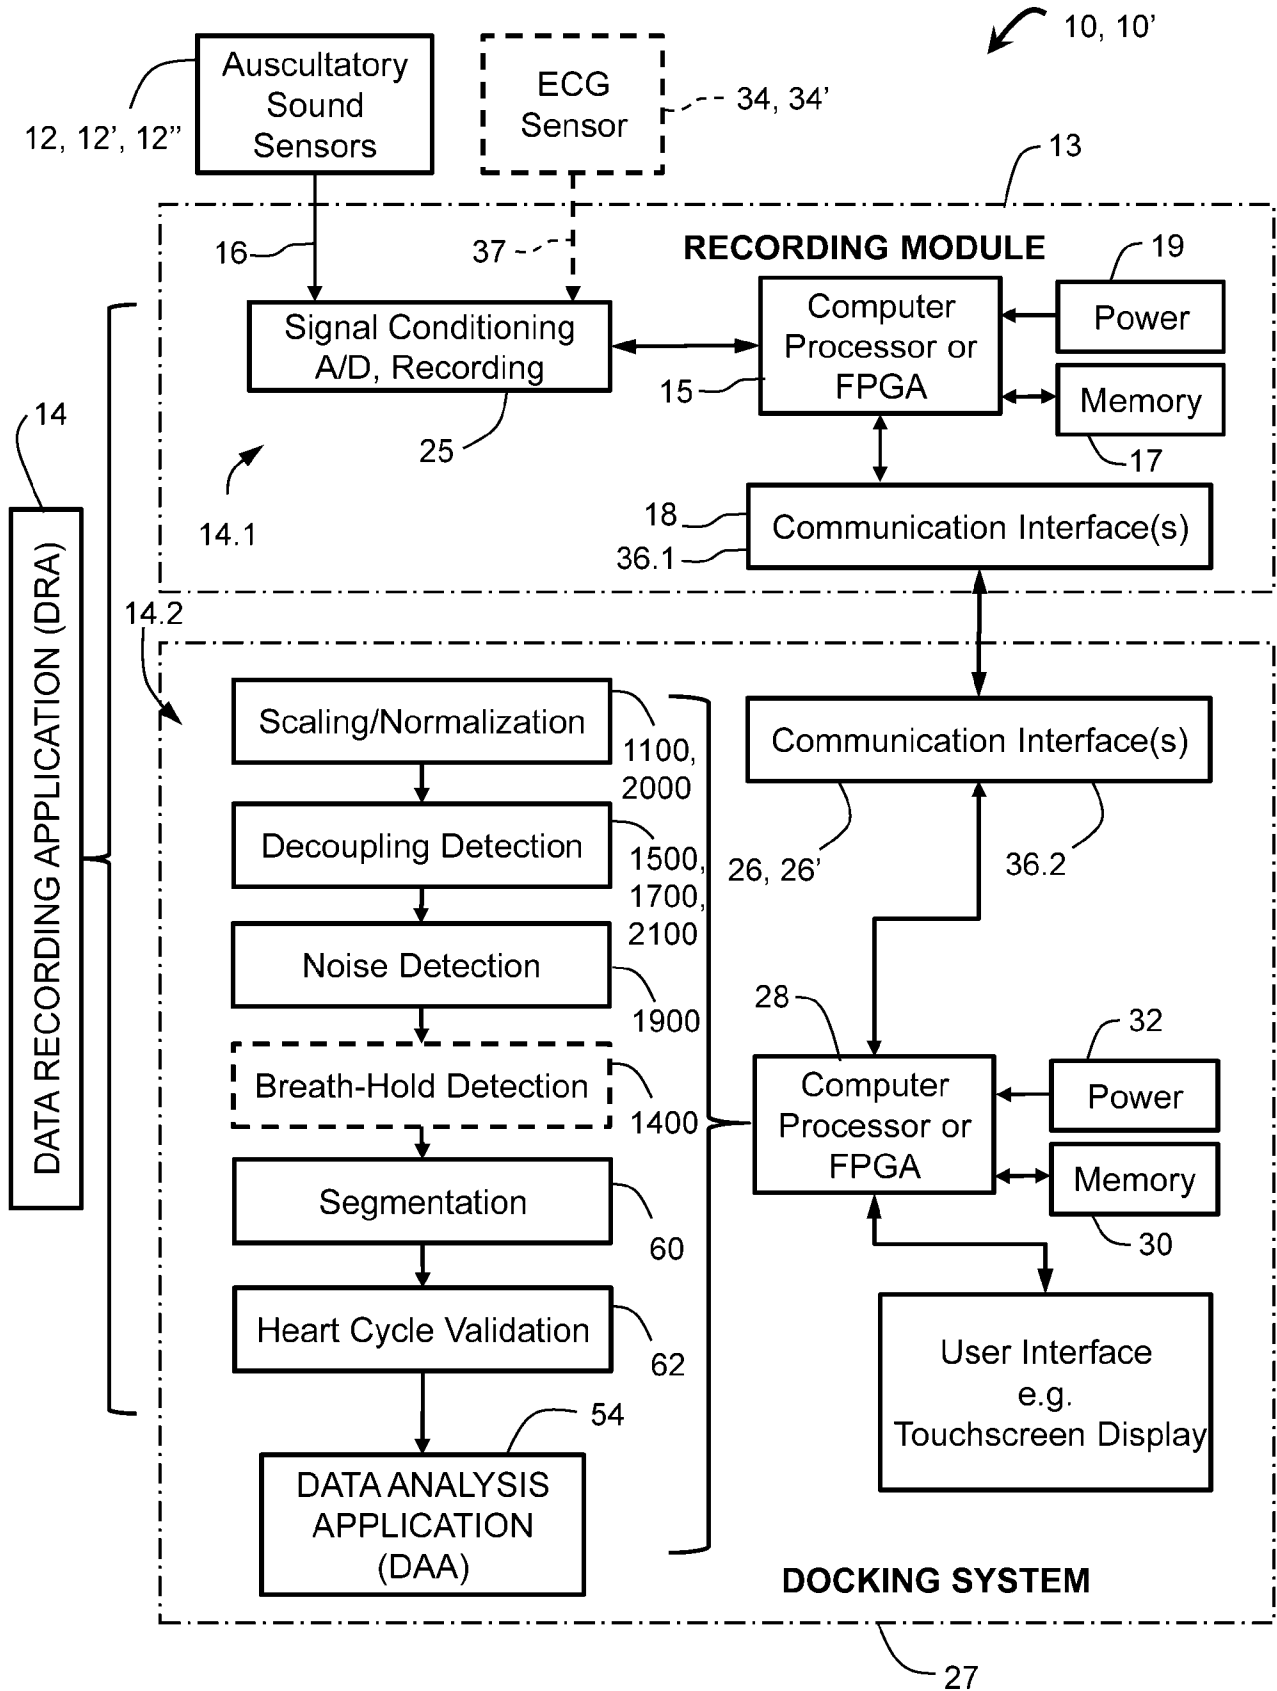 10, 10’
Auscultatory
Sound
Sensors
12, 12’, 12”
ECG
Sensor
34, 34’
13
16
37
RECORDING MODULE
19
Signal Conditioning
A/D, Recording
25
Computer
Processor or
FPGA
15
Power
Memory
17
14
14.1
18
36.1
Communication Interface(s)
DATA RECORDING APPLICATION (DRA)
14.2
Scaling/Normalization
1100,
2000
Communication Interface(s)
26, 26’
36.2
Decoupling Detection
1500,
1700,
2100
Noise Detection
1900
28
32
Breath-Hold Detection
1400
Computer
Processor or
FPGA
Power
Memory
30
Segmentation
60
Heart Cycle Validation
62
User Interface
e.g.
Touchscreen Display
54
DATA ANALYSIS
APPLICATION
(DAA)
DOCKING SYSTEM
27